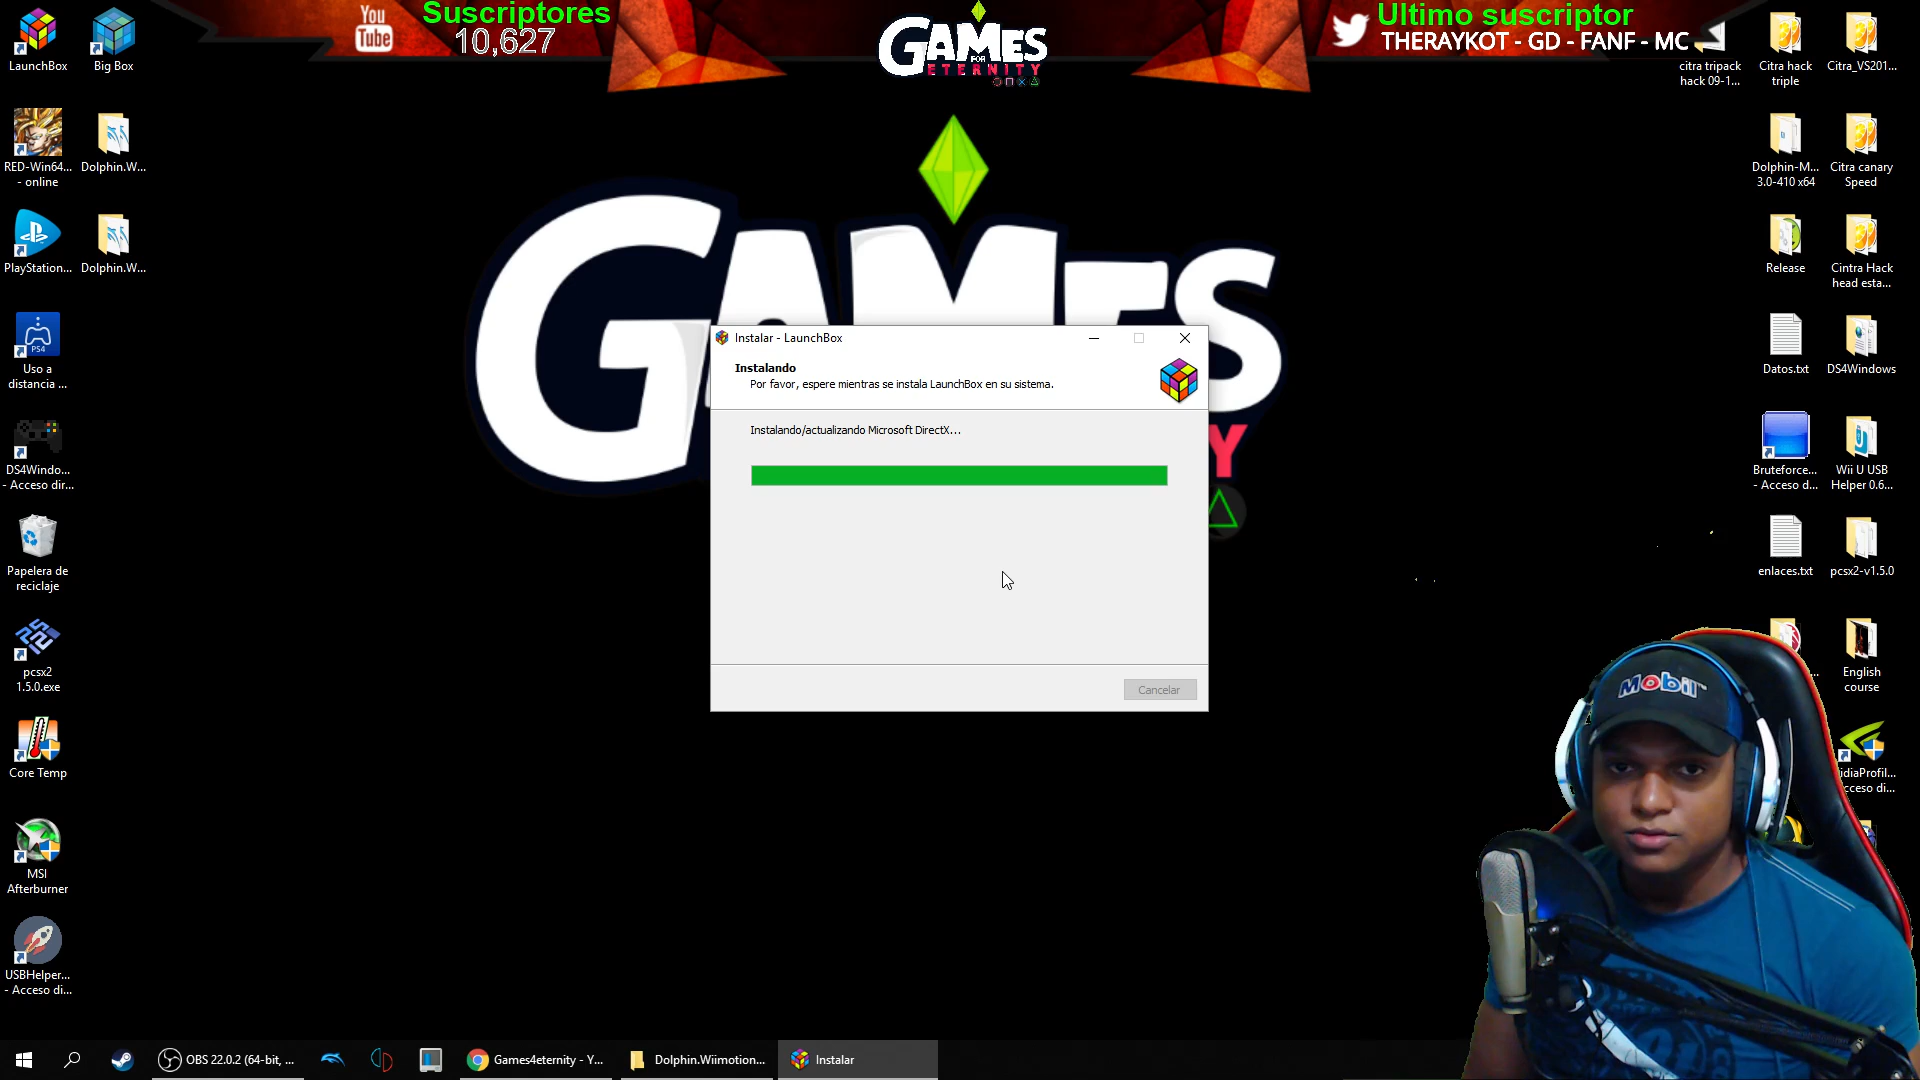 LaunchBox
Big Box
You
Tube
Suscriptores
10,627
GAMES
FOR
ETERNITY
Ultimo suscriptor
THERAYKOT - GD - FANF - MC
citra tripack
hack 09-1...
Citra hack
triple
Citra_VS201...
RED-Win64...
- online
Dolphin.W...
Dolphin-M...
3.0-410 x64
Citra canary
Speed
GAMES
PlayStation...
Dolphin.W...
Release
Cintra Hack
head esta...
PS4
Uso a
distancia ...
Datos.txt
DS4Windows
Instalar - LaunchBox
Instalando
Por favor, espere mientras se instala LaunchBox en su sistema.
Instalando/actualizando Microsoft DirectX...
Cancelar
Y
DS4Windo...
- Acceso dir...
Bruteforce...
- Acceso d...
Wii U USB
Helper 0.6...
Papelera de
reciclaje
enlaces.txt
pcsx2-v1.5.0
pcsx2
1.5.0.exe
English
course
Mobil
Core Temp
idiaProfil...
cceso di...
MSI
Afterburner
USBHelper...
- Acceso di...
OBS 22.0.2 (64-bit, ...
Games4eternity - Y...
Dolphin.Wiimotion...
Instalar